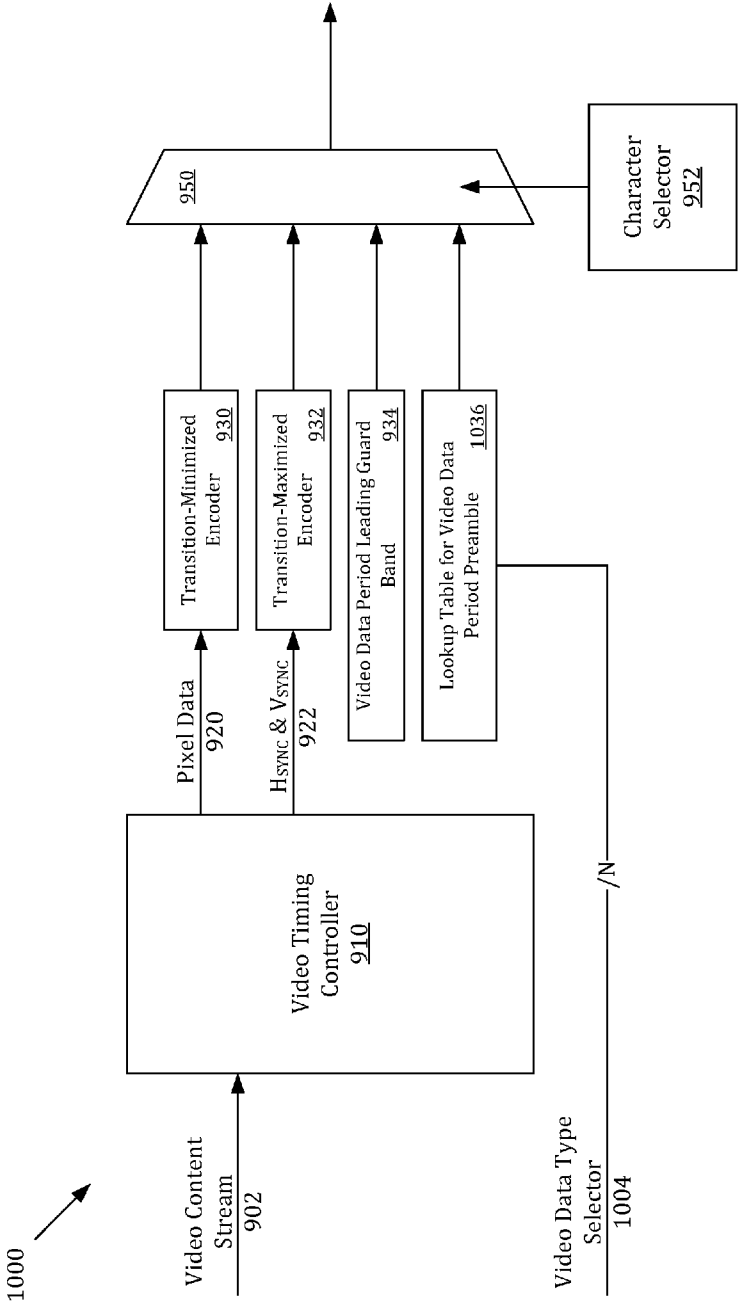 1000
Video Content
Stream
902
Video Data Type
Selector
1004
/N
Video Timing
Controller
910
Pixel Data
920
HSYNC & VSYNC
922
Transition-Minimized
Encoder
930
Transition-Maximized
Encoder
932
Video Data Period Leading Guard
Band
934
Lookup Table for Video Data
Period Preamble
1036
950
Character
Selector
952